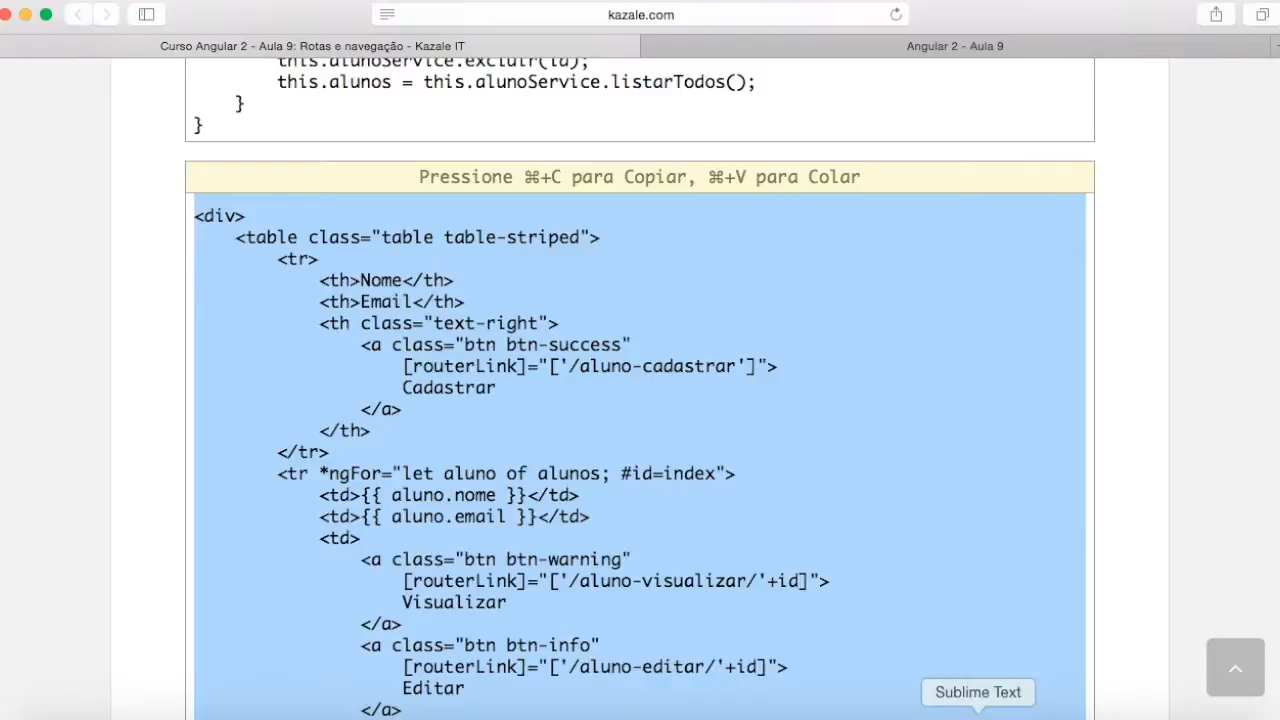 kazale.com
Curso Angular 2 - Aula 9: Rotas e navegação - Kazale IT
Angular 2 - Aula 9
this.alunoService.excluir(id);
this.alunos = this.alunoService.listarTodos();
}
}
Pressione ⌘+C para Copiar, ⌘+V para Colar
<div>
<table class="table table-striped">
<tr>
<th>Nome</th>
<th>Email</th>
<th class="text-right">
<a class="btn btn-success"
[routerLink]="['/aluno-cadastrar']">
Cadastrar
</a>
</th>
</tr>
<tr *ngFor="let aluno of alunos; #id=index">
<td>{{ aluno.nome }}</td>
<td>{{ aluno.email }}</td>
<td>
<a class="btn btn-warning"
[routerLink]="['/aluno-visualizar/'+id]">
Visualizar
</a>
<a class="btn btn-info"
[routerLink]="['/aluno-editar/'+id]">
Editar
</a>
Sublime Text